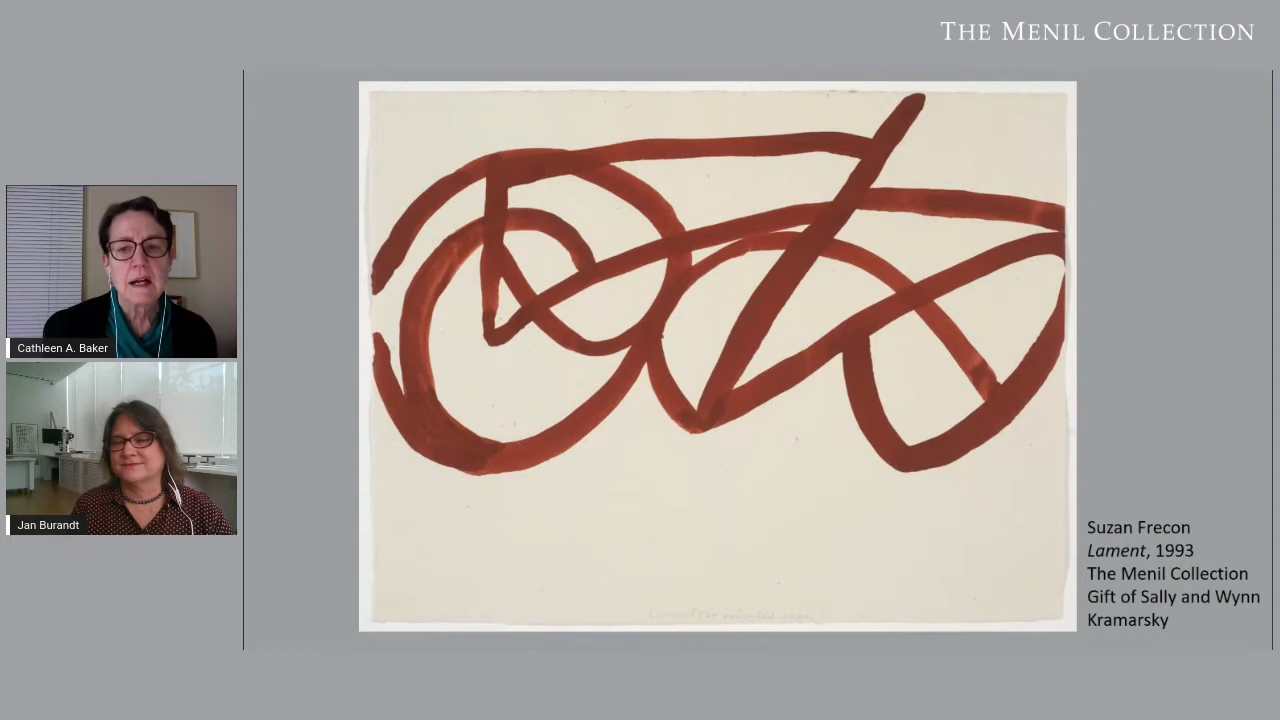 THE MENIL COLLECTION
Cathleen A. Baker
Jan Burandt
Suzan Frecon
Lament, 1993
The Menil Collection
Gift of Sally and Wynn
Kramarsky